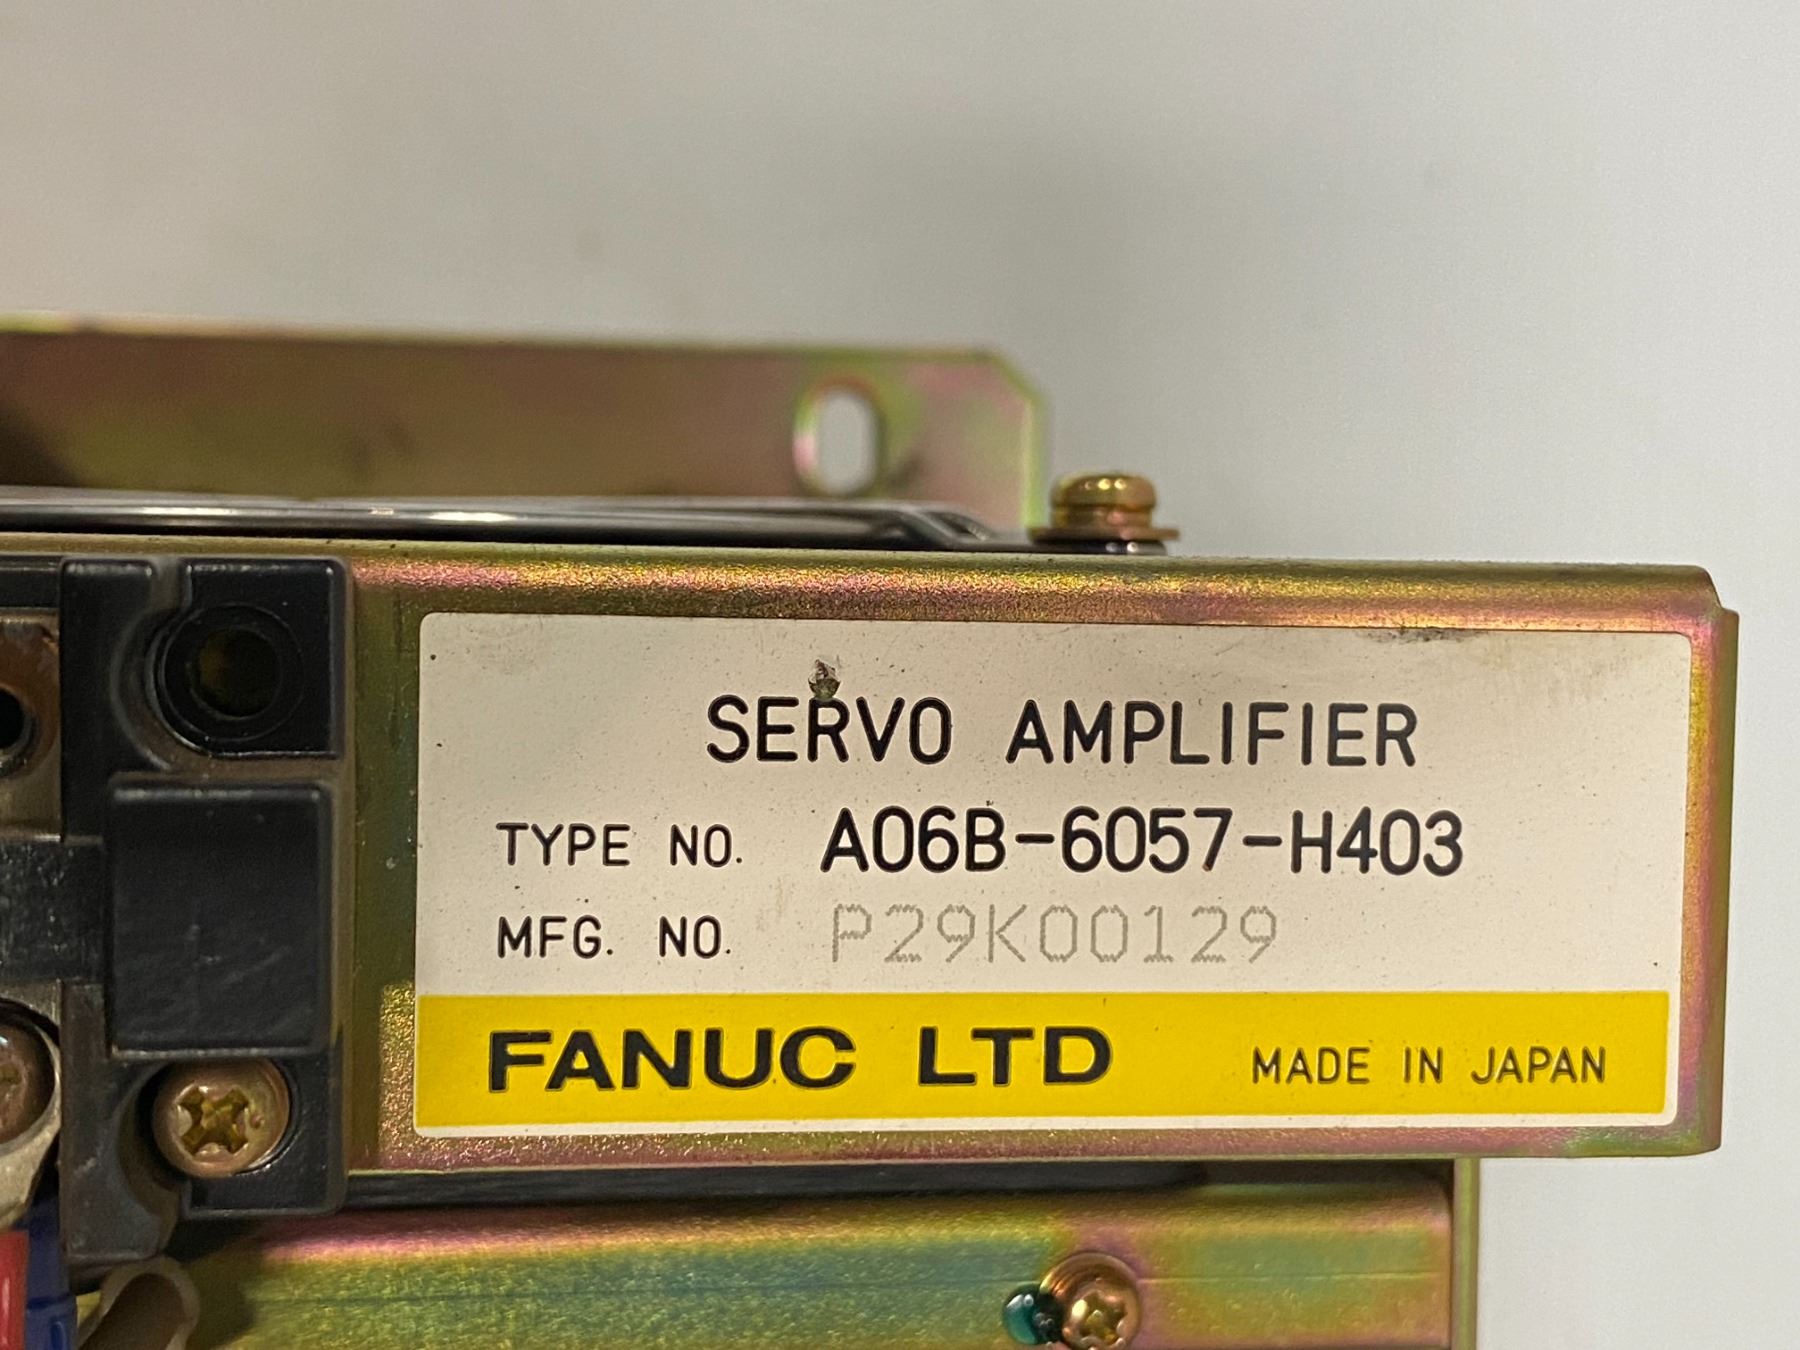 SERVO AMPLIFIER
TYPE NO. A06B-6057-H403
MFG. NO. P29K00129
FANUC LTD MADE IN JAPAN